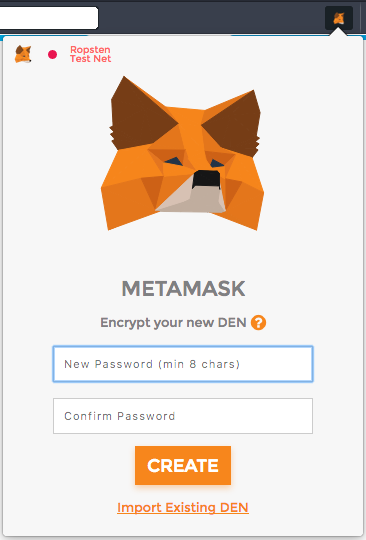 Ropsten
Test Net
METAMASK
Encrypt your new DEN ?
New Password (min 8 chars)
Confirm Password
CREATE
Import Existing DEN